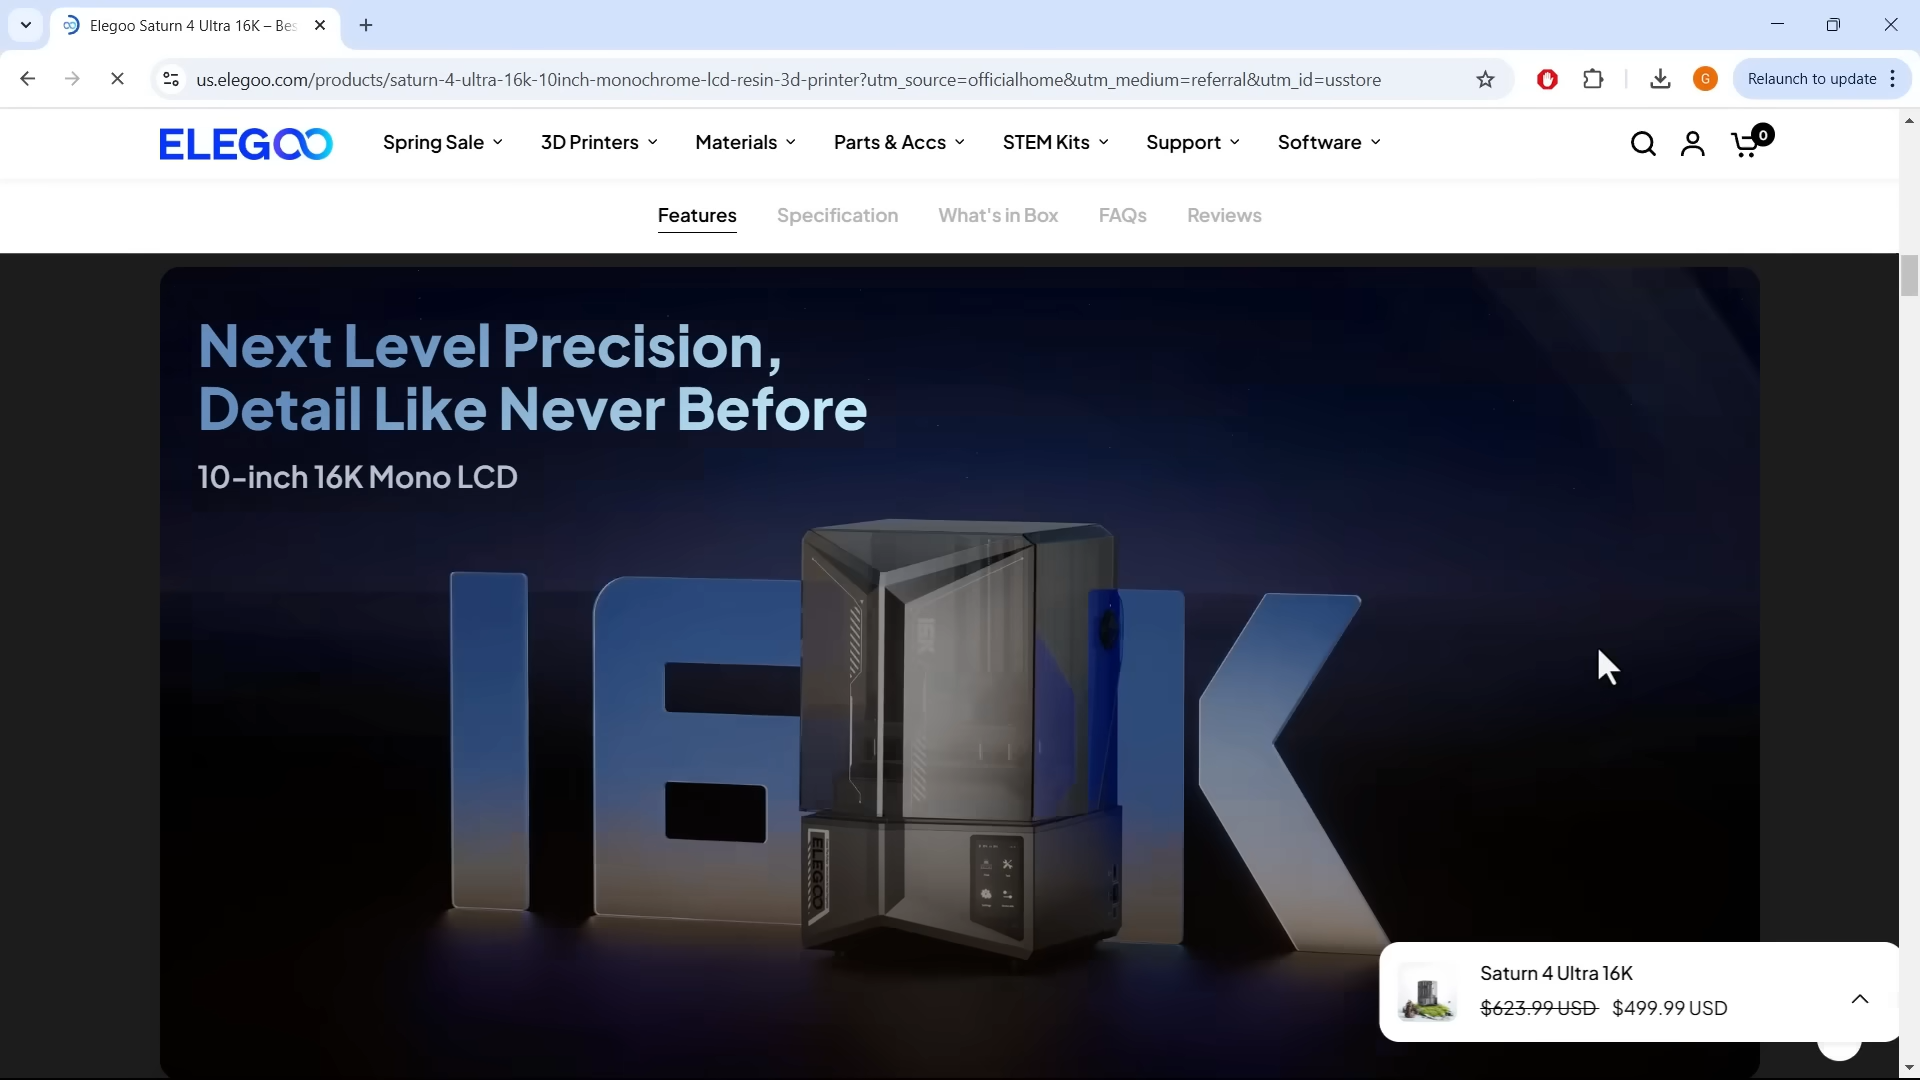 Elegoo Saturn 4 Ultra 16K – Bes
us.elegoo.com/products/saturn-4-ultra-16k-10inch-monochrome-lcd-resin-3d-printer?utm_source=officialhome&utm_medium=referral&utm_id=usstore
G
Relaunch to update
ELEGOO
Spring Sale
3D Printers
Materials
Parts & Accs
STEM Kits
Support
Software
0
Features
Specification
What's in Box
FAQs
Reviews
Next Level Precision,
Detail Like Never Before
10-inch 16K Mono LCD
16K
ELEGOO
Saturn 4 Ultra 16K
$623.99 USD $499.99 USD